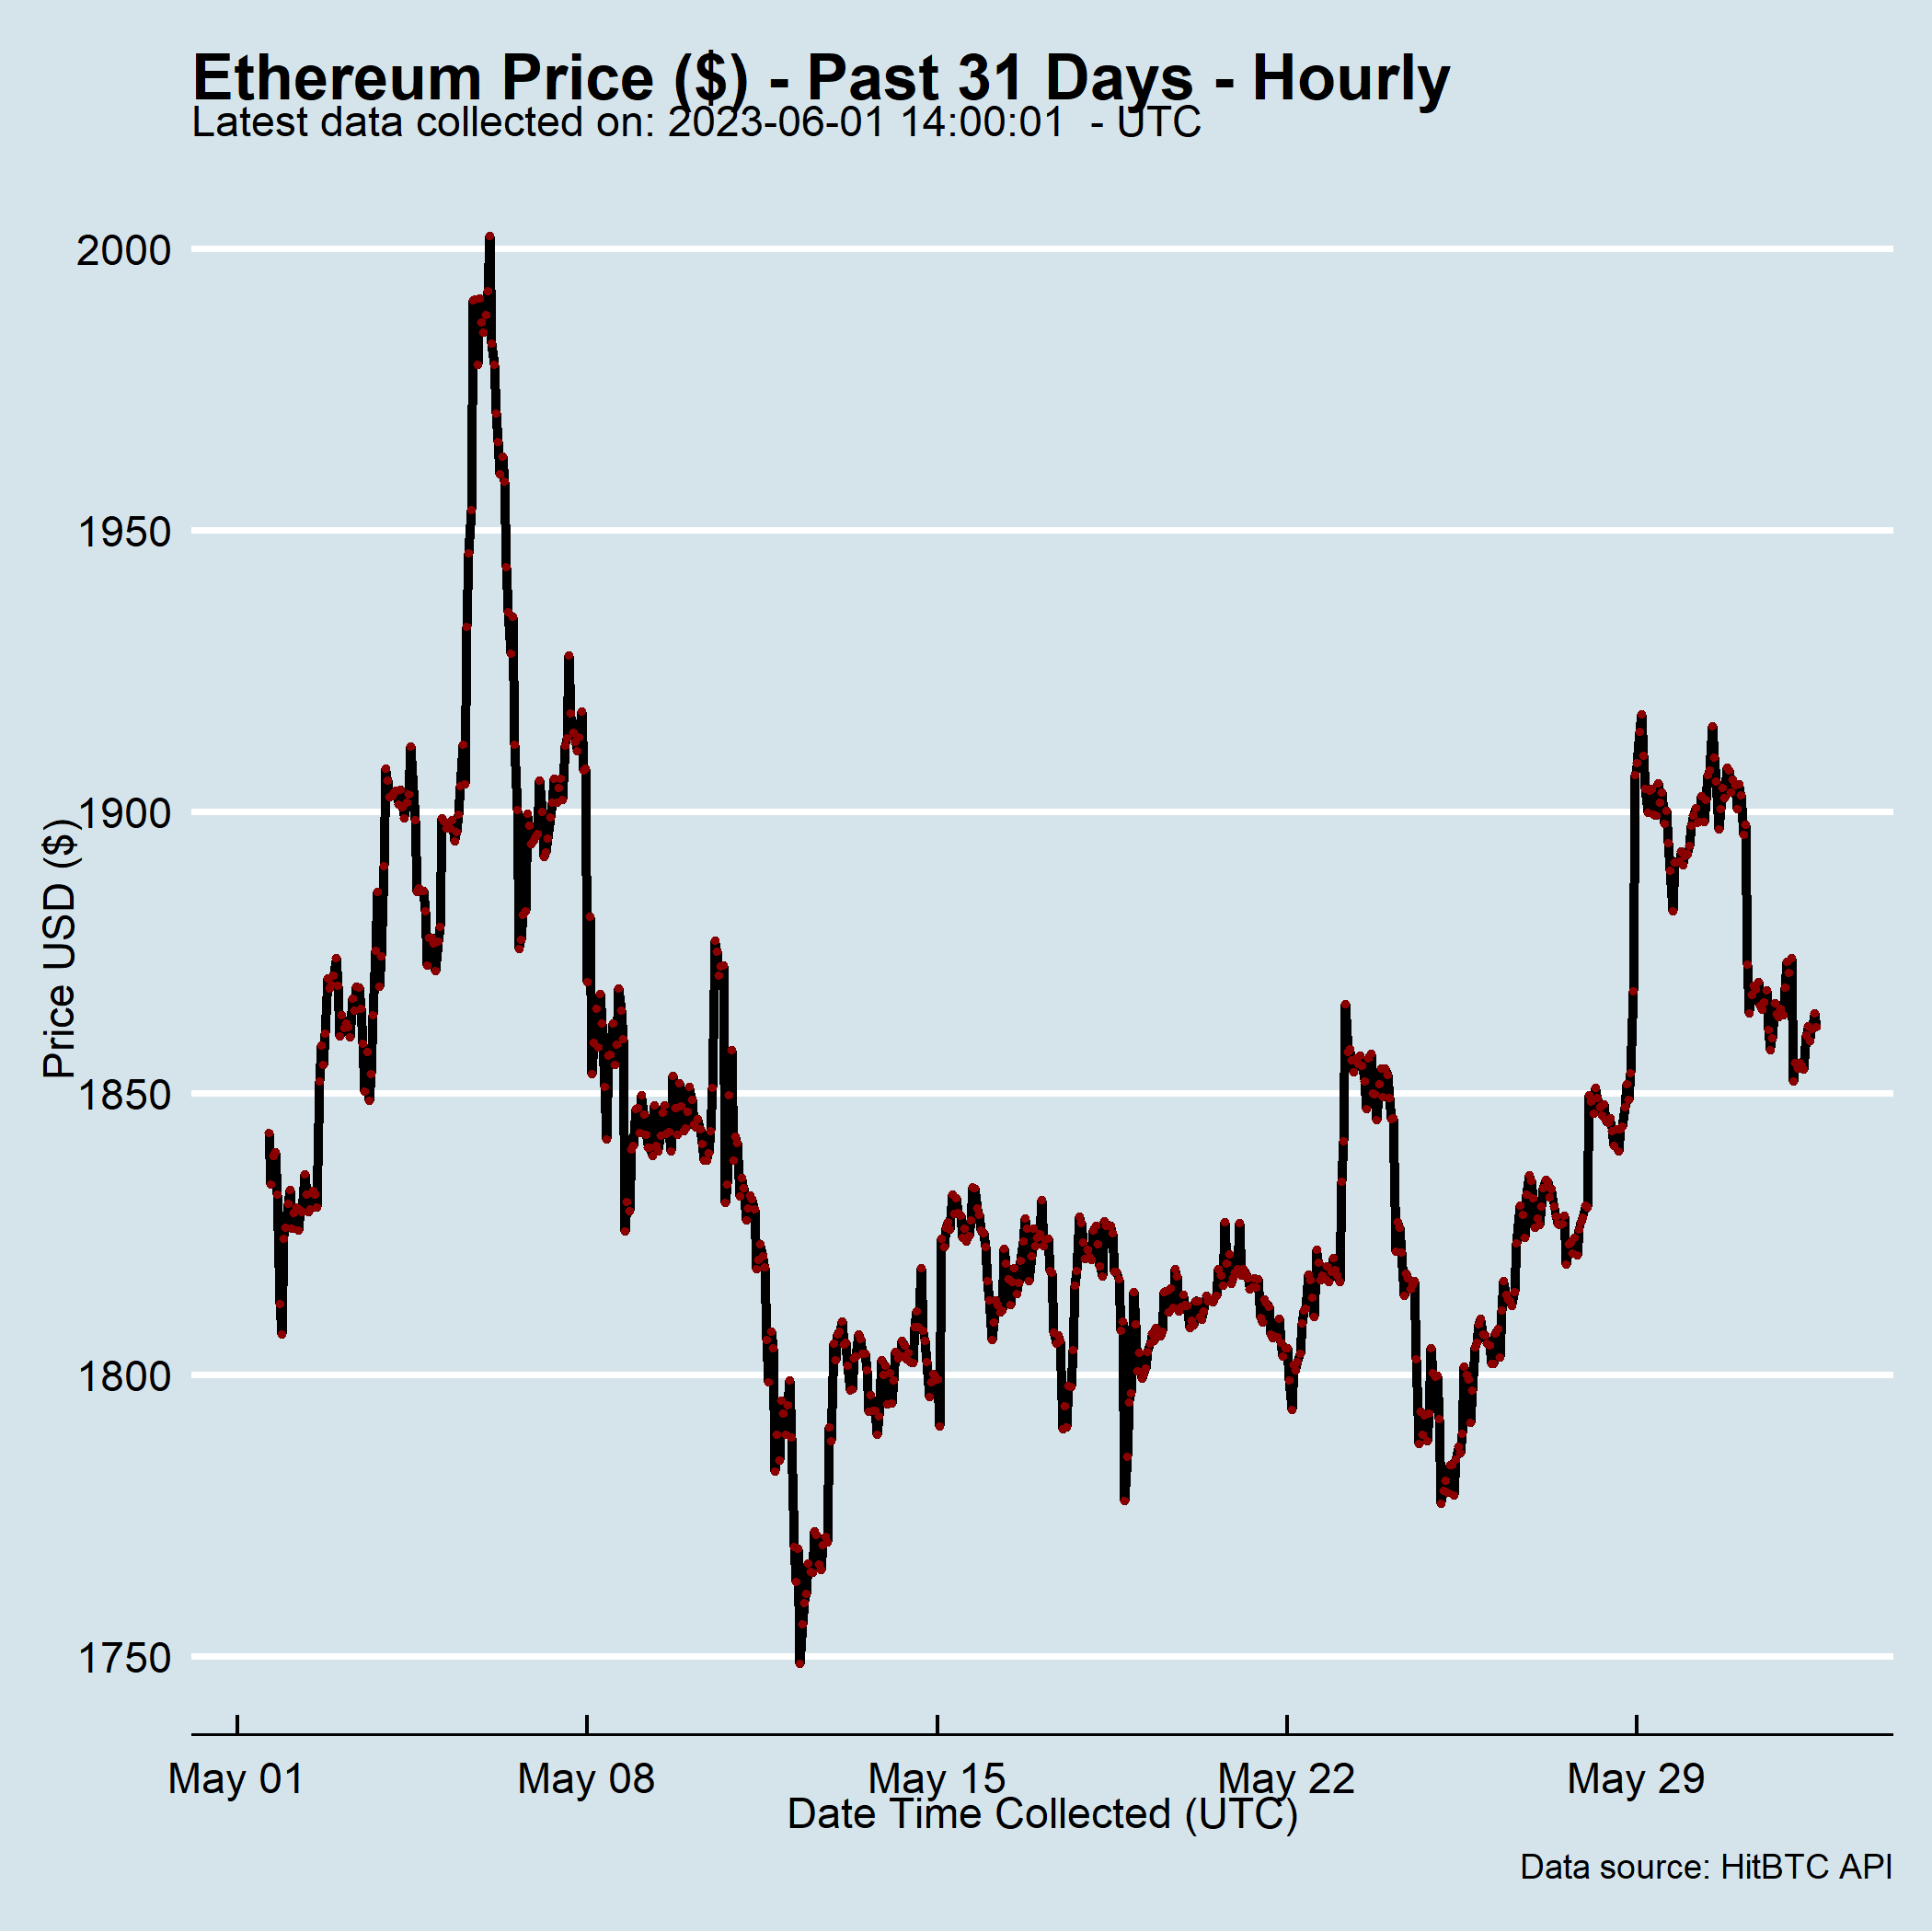 Ethereum Price ($) - Past 31 Days - Hourly
Latest data collected on: 2023-06-01 14:00:01  - UTC
2000
1950
1900
1850
1800
1750
Price USD ($)
May 01 May 08 May 15 May 22 May 29
Date Time Collected (UTC)
Data source: HitBTC API